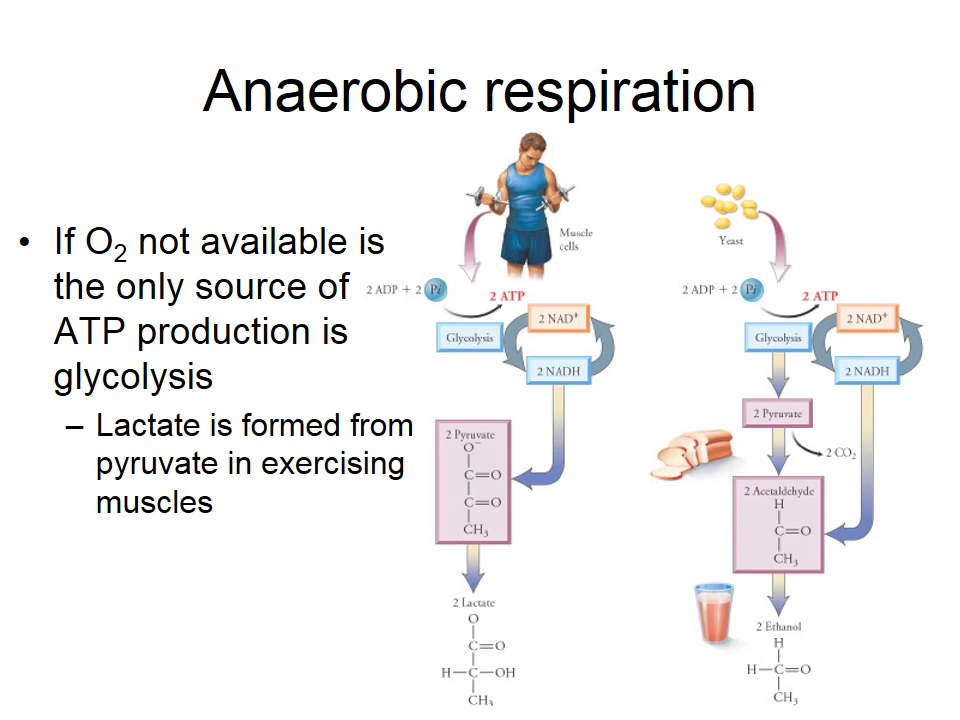 Anaerobic respiration
• If O2 not available is
the only source of
ATP production is
glycolysis
– Lactate is formed from
pyruvate in exercising
muscles
Muscle
cells
2 ADP + 2 Pi
2 ATP
2 NAD+
Glycolysis
2 NADH
2 Pyruvate
O−
C=O
C=O
CH3
2 Lactate
O
C=O
H—C—OH
CH3
Yeast
2 ADP + 2 Pi
2 ATP
2 NAD+
Glycolysis
2 NADH
2 Pyruvate
2 CO2
2 Acetaldehyde
H
C=O
CH3
2 Ethanol
H
H—C=O
CH3